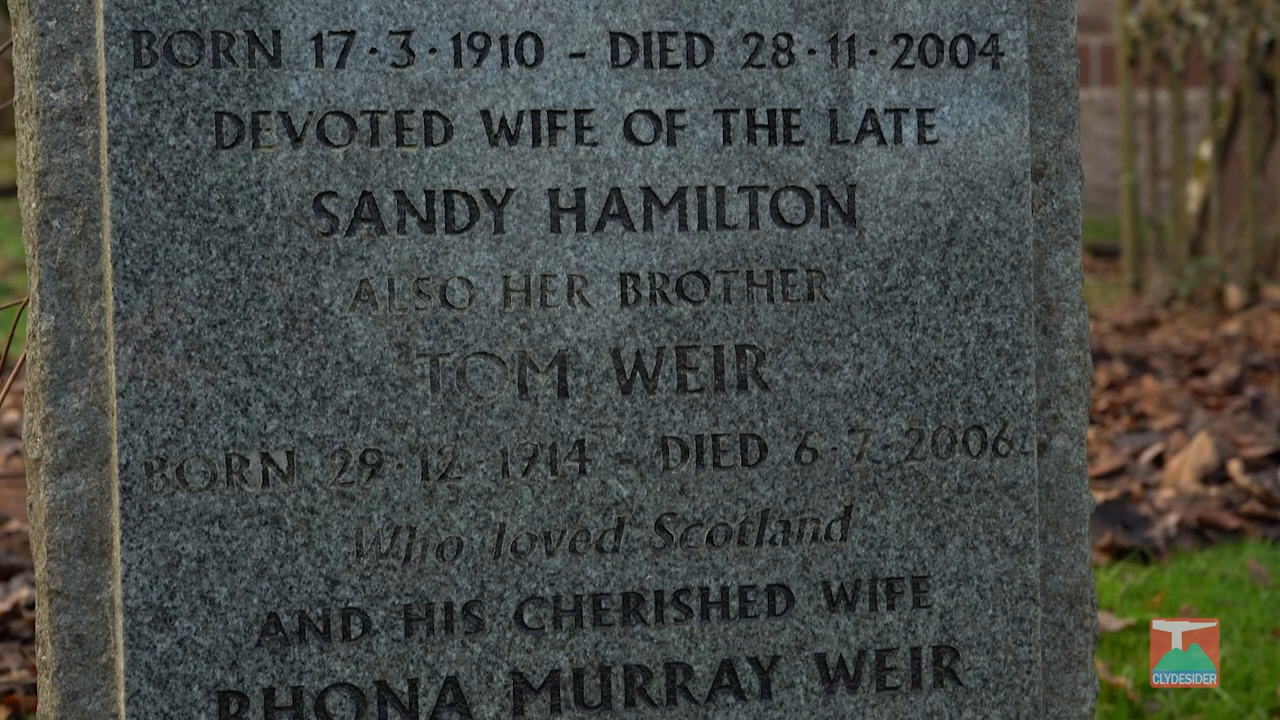 BORN 17·3·1910 - DIED 28·11·2004
DEVOTED WIFE OF THE LATE
SANDY HAMILTON
ALSO HER BROTHER
TOM WEIR
BORN 29·12·1914 - DIED 6·7·2006
Who loved Scotland
AND HIS CHERISHED WIFE
RHONA MURRAY WEIR
CLYDESIDER